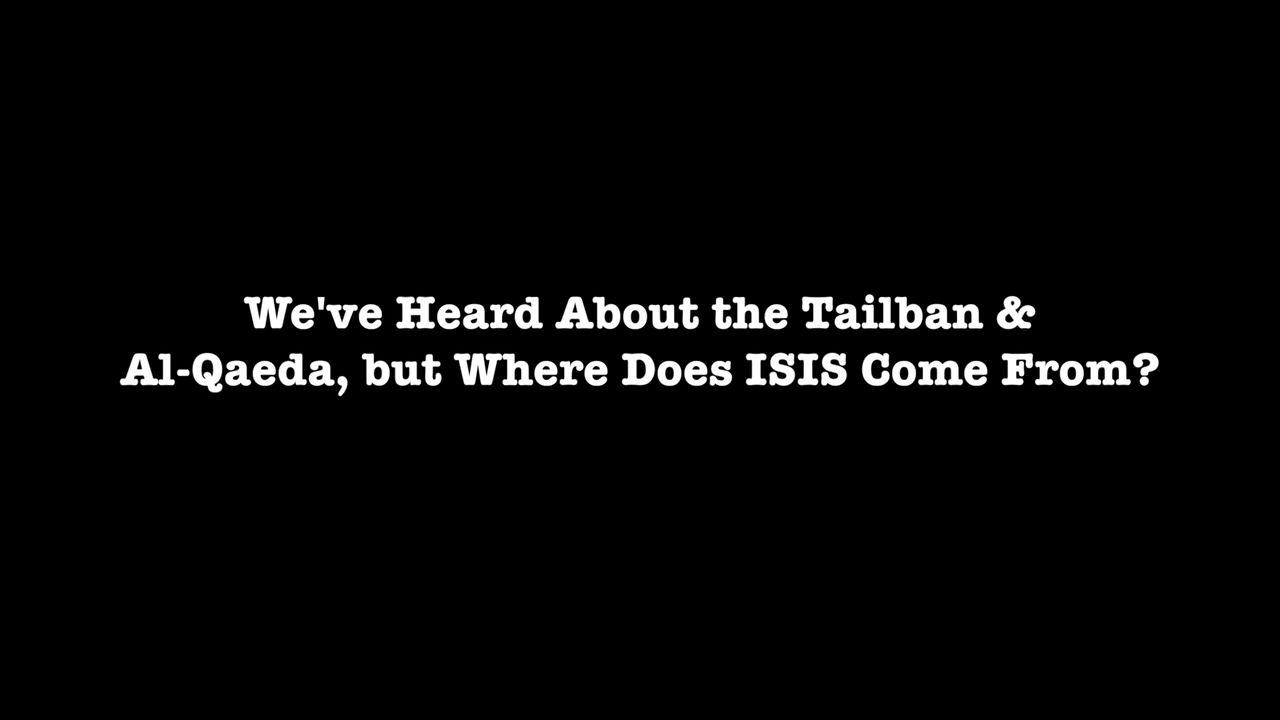 We've Heard About the Tailban &
Al-Qaeda, but Where Does ISIS Come From?